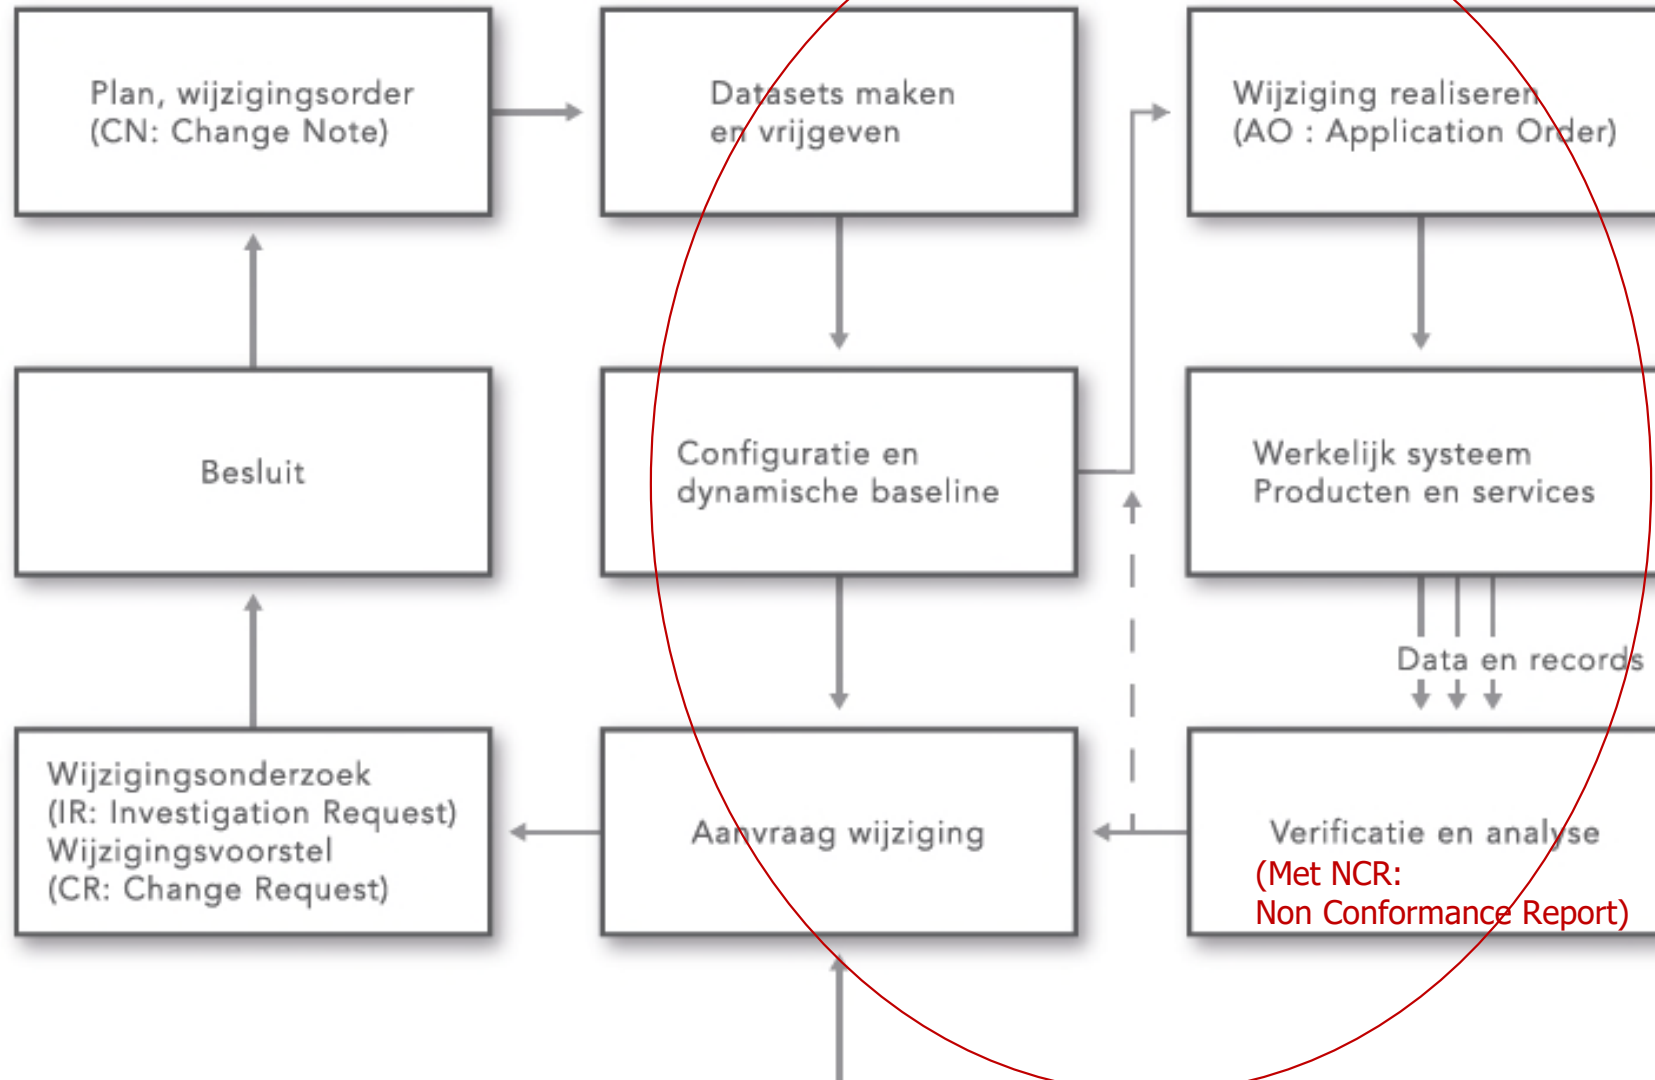 Plan, wijzigingsorder
(CN: Change Note)
Datasets maken
en vrijgeven
Wijziging realiseren
(AO : Application Order)
Besluit
Configuratie en
dynamische baseline
Werkelijk systeem
Producten en services
Data en records
Wijzigingsonderzoek
(IR: Investigation Request)
Wijzigingsvoorstel
(CR: Change Request)
Aanvraag wijziging
Verificatie en analyse
(Met NCR:
Non Conformance Report)